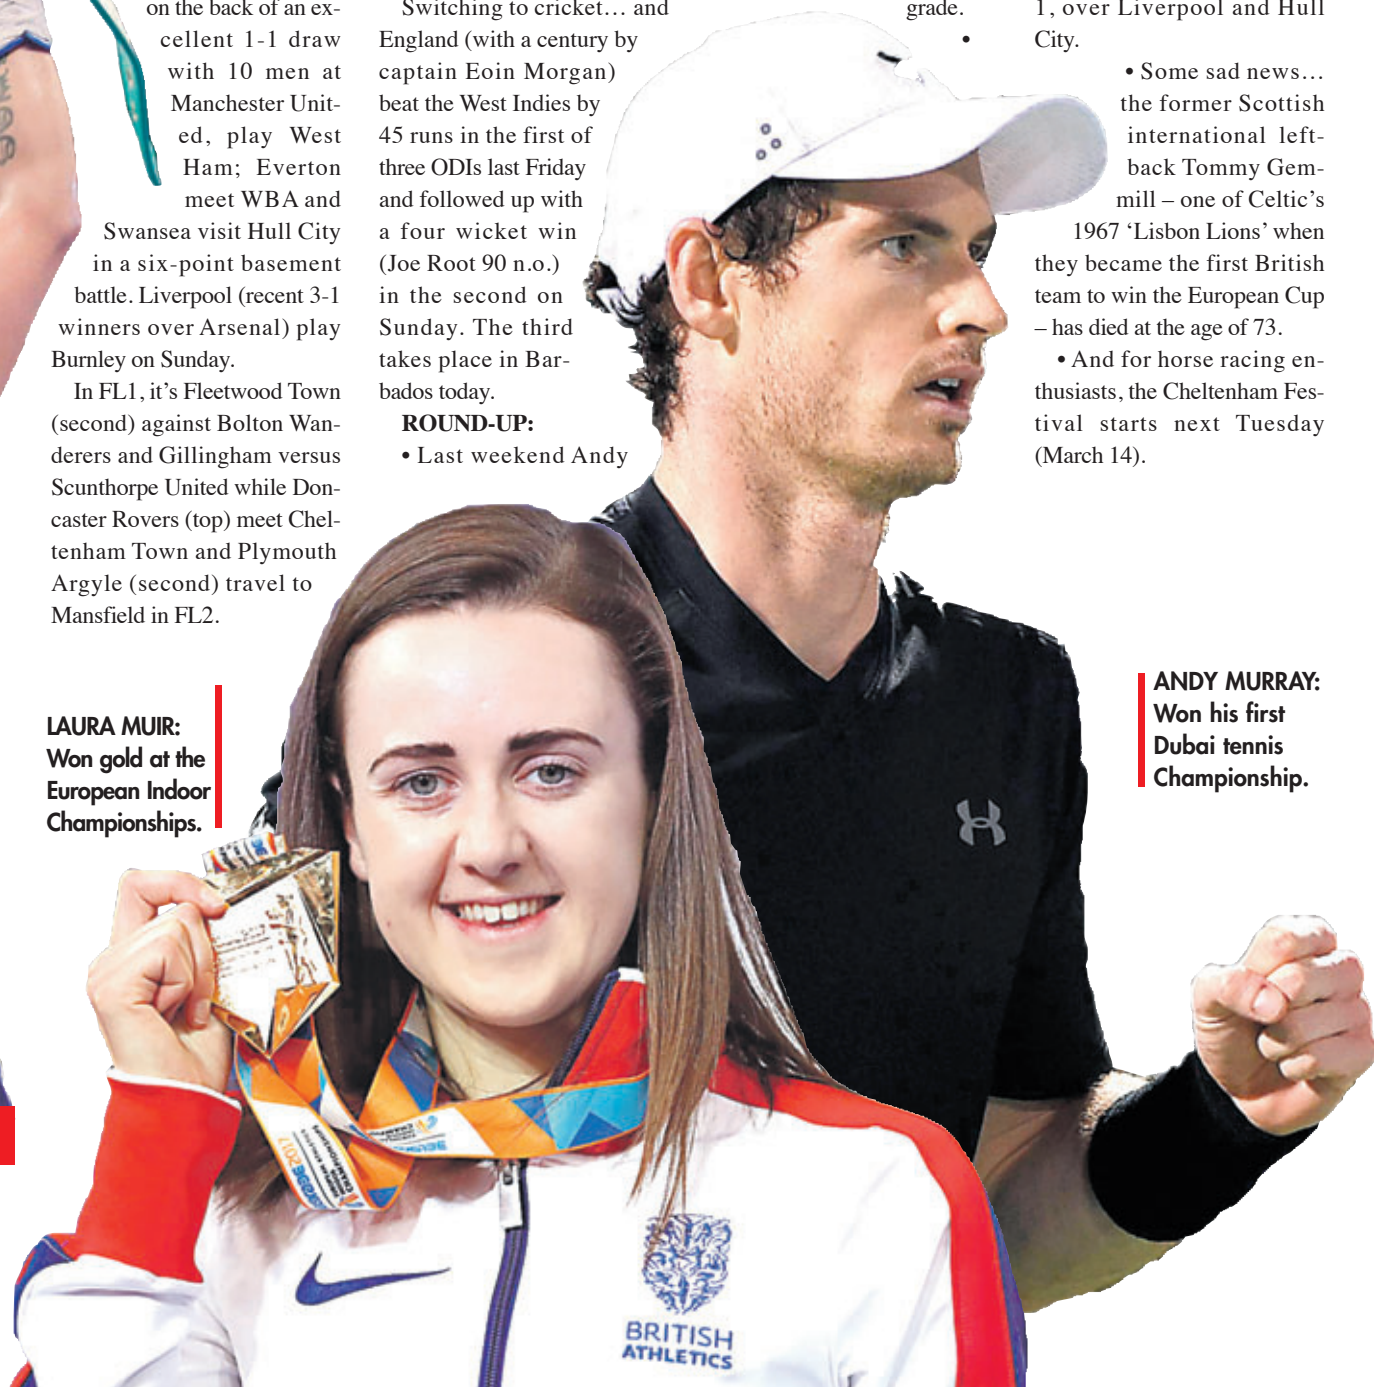 on the back of an ex-
cellent 1-1 draw
with 10 men at
Manchester Unit-
ed, play West
Ham; Everton
meet WBA and
Swansea visit Hull City
in a six-point basement
battle. Liverpool (recent 3-1
winners over Arsenal) play
Burnley on Sunday.
In FL1, it's Fleetwood Town
(second) against Bolton Wan-
derers and Gillingham versus
Scunthorpe United while Don-
caster Rovers (top) meet Chel-
tenham Town and Plymouth
Argyle (second) travel to
Mansfield in FL2.
LAURA MUIR:
Won gold at the
European Indoor
Championships.
Switching to cricket… and
England (with a century by
captain Eoin Morgan)
beat the West Indies by
45 runs in the first of
three ODIs last Friday
and followed up with
a four wicket win
(Joe Root 90 n.o.)
in the second on
Sunday. The third
takes place in Bar-
bados today.
ROUND-UP:
• Last weekend Andy
grade.
•
1, over Liverpool and Hull
City.
• Some sad news…
the former Scottish
international left-
back Tommy Gem-
mill – one of Celtic's
1967 ‘Lisbon Lions’ when
they became the first British
team to win the European Cup
– has died at the age of 73.
• And for horse racing en-
thusiasts, the Cheltenham Fes-
tival starts next Tuesday
(March 14).
ANDY MURRAY:
Won his first
Dubai tennis
Championship.
BRITISH
ATHLETICS